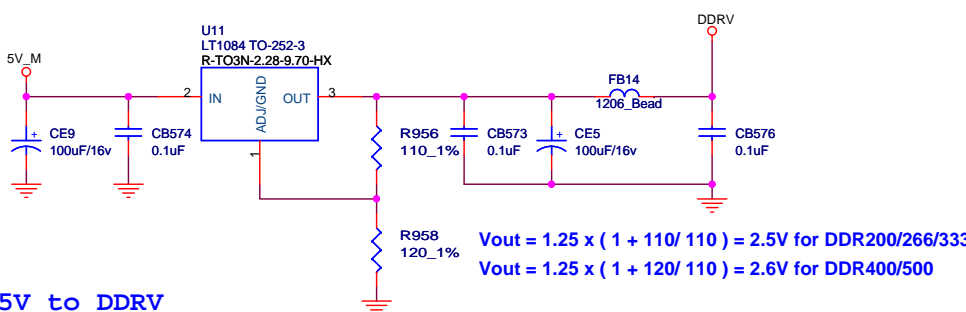 DDRV
U11
LT1084 TO-252-3
R-TO3N-2.28-9.70-HX
5V_M
FB14
1206_Bead
2 IN ADJ/GND OUT 3
1
CE9
100uF/16v
CB574
0.1uF
R956
110_1%
CB573
0.1uF
CE5
100uF/16v
CB576
0.1uF
R958
120_1%
Vout = 1.25 x ( 1 + 110/ 110 ) = 2.5V for DDR200/266/333
Vout = 1.25 x ( 1 + 120/ 110 ) = 2.6V for DDR400/500
5V to DDRV